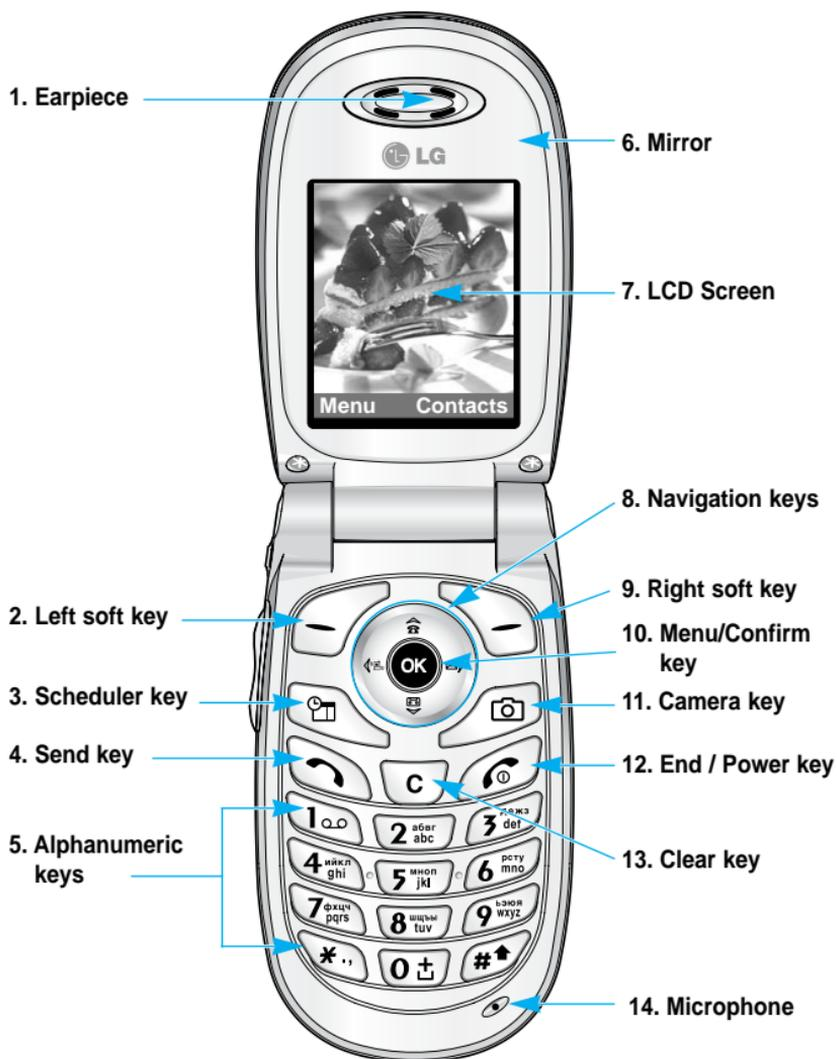 1. Earpiece
6. Mirror
LG
7. LCD Screen
Menu Contacts
8. Navigation keys
2. Left soft key
9. Right soft key
10. Menu/Confirm
key
OK
3. Scheduler key
11. Camera key
4. Send key
12. End / Power key
C
5. Alphanumeric
keys
13. Clear key
1
2 абвг abc
3 дежз def
4 ийкл ghi
5 мноп jkl
6 рсту mno
7 фхцч pqrs
8 шщъы tuv
9 ьэюя wxyz
* . ,
0 +
#
14. Microphone